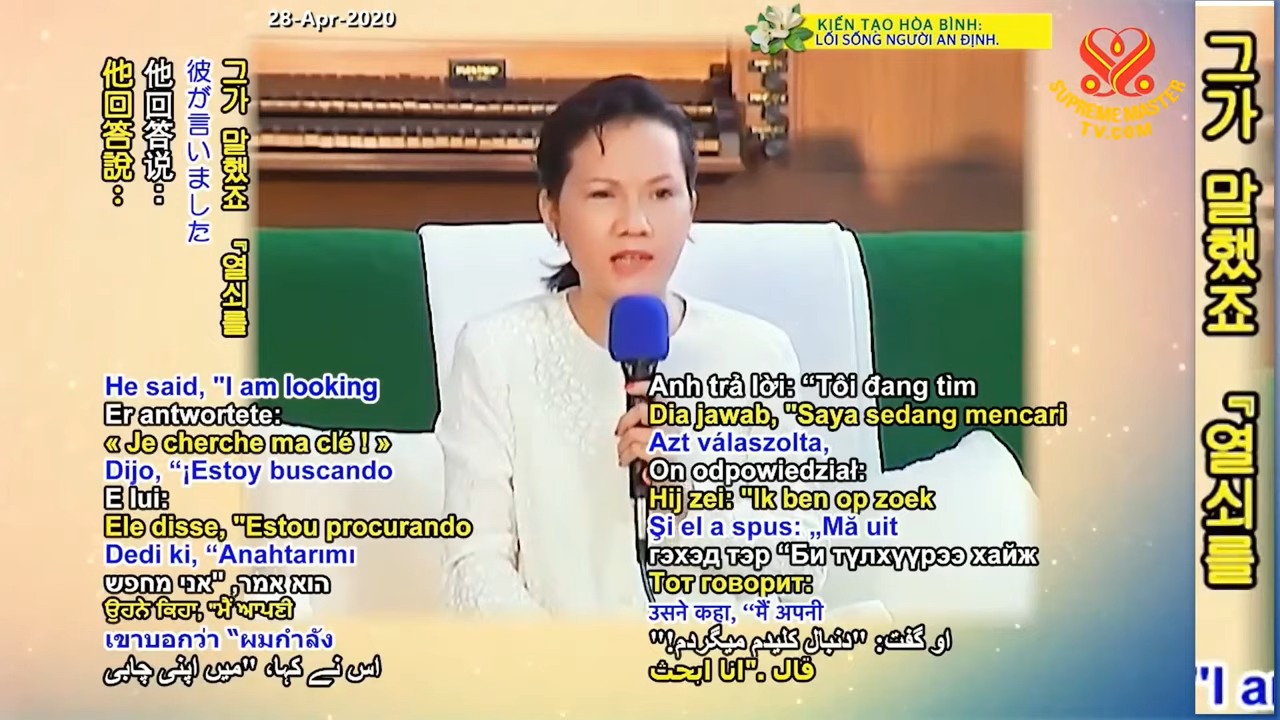 28-Apr-2020
KIẾN TẠO HÒA BÌNH:
LỐI SỐNG NGƯỜI AN ĐỊNH.
SUPREME MASTER
TV.COM
그가 말했죠 『열쇠를
彼が言いました
他回答说：
他回答說：
He said, "I am looking
Er antwortete:
« Je cherche ma clé ! »
Dijo, “¡Estoy buscando
E lui:
Ele disse, "Estou procurando
Dedi ki, “Anahtarımı
הוא אמר, "אני מחפש
ਉਹਨੇ ਕਿਹਾ, "ਮੈਂ ਆਪਣੀ
เขาบอกว่า “ผมกำลัง
اس نے کہا، "میں اپنی چابی
Anh trả lời: “Tôi đang tìm
Dia jawab, "Saya sedang mencari
Azt válaszolta,
On odpowiedział:
Hij zei: "Ik ben op zoek
Şi el a spus: „Mă uit
гэхэд тэр “Би түлхүүрээ хайж
Тот говорит:
उसने कहा, “मैं अपनी
او گفت: "دنبال کلیدم میگردم!"
قال ."انا ابحث
그가 말했죠 『열쇠를
"I a